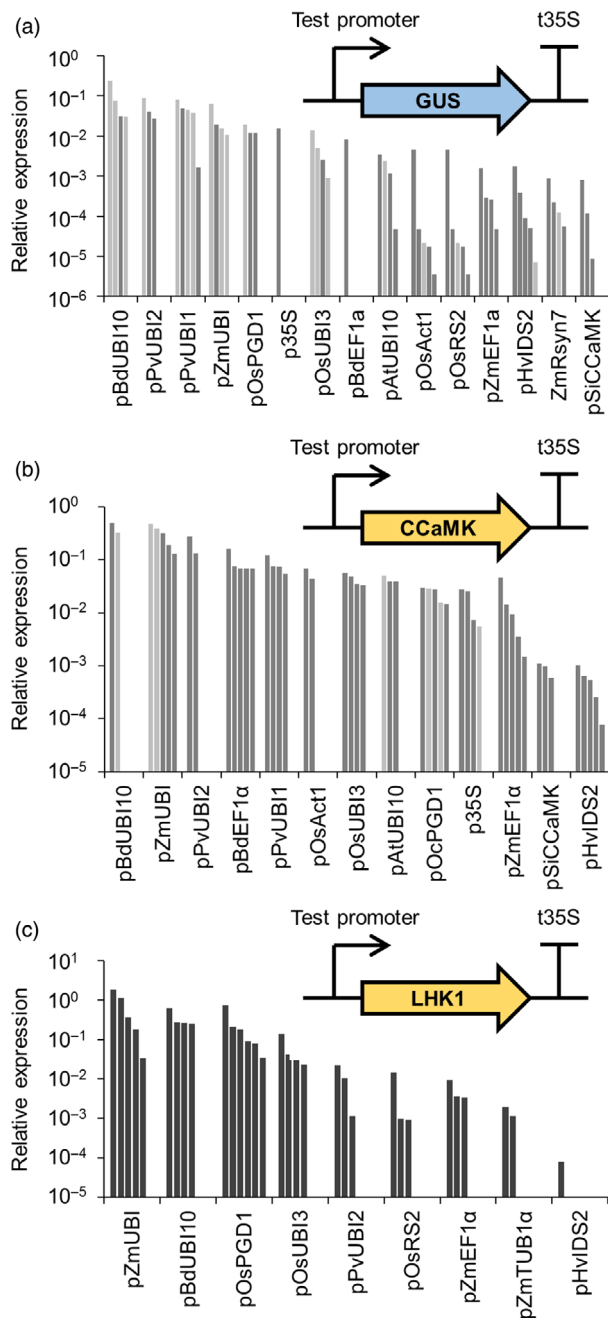 (a)
Test promoter
t35S
GUS
Relative expression
10⁰
10⁻¹
10⁻²
10⁻³
10⁻⁴
10⁻⁵
10⁻⁶
pBdUBI10
pPvUBI2
pPvUBI1
pZmUBI
pOsPGD1
p35S
pOsUBI3
pBdEF1a
pAtUBI10
pOsAct1
pOsRS2
pZmEF1a
pHvIDS2
ZmRsyn7
pSiCCaMK
(b)
Test promoter
t35S
CCaMK
Relative expression
10⁰
10⁻¹
10⁻²
10⁻³
10⁻⁴
10⁻⁵
pBdUBI10
pZmUBI
pPvUBI2
pBdEF1α
pPvUBI1
pOsAct1
pOsUBI3
pAtUBI10
pOcPGD1
p35S
pZmEF1α
pSiCCaMK
pHvIDS2
(c)
Test promoter
t35S
LHK1
Relative expression
10¹
10⁰
10⁻¹
10⁻²
10⁻³
10⁻⁴
10⁻⁵
pZmUBI
pBdUBI10
pOsPGD1
pOsUBI3
pPvUBI2
pOsRS2
pZmEF1α
pZmTUB1α
pHvIDS2